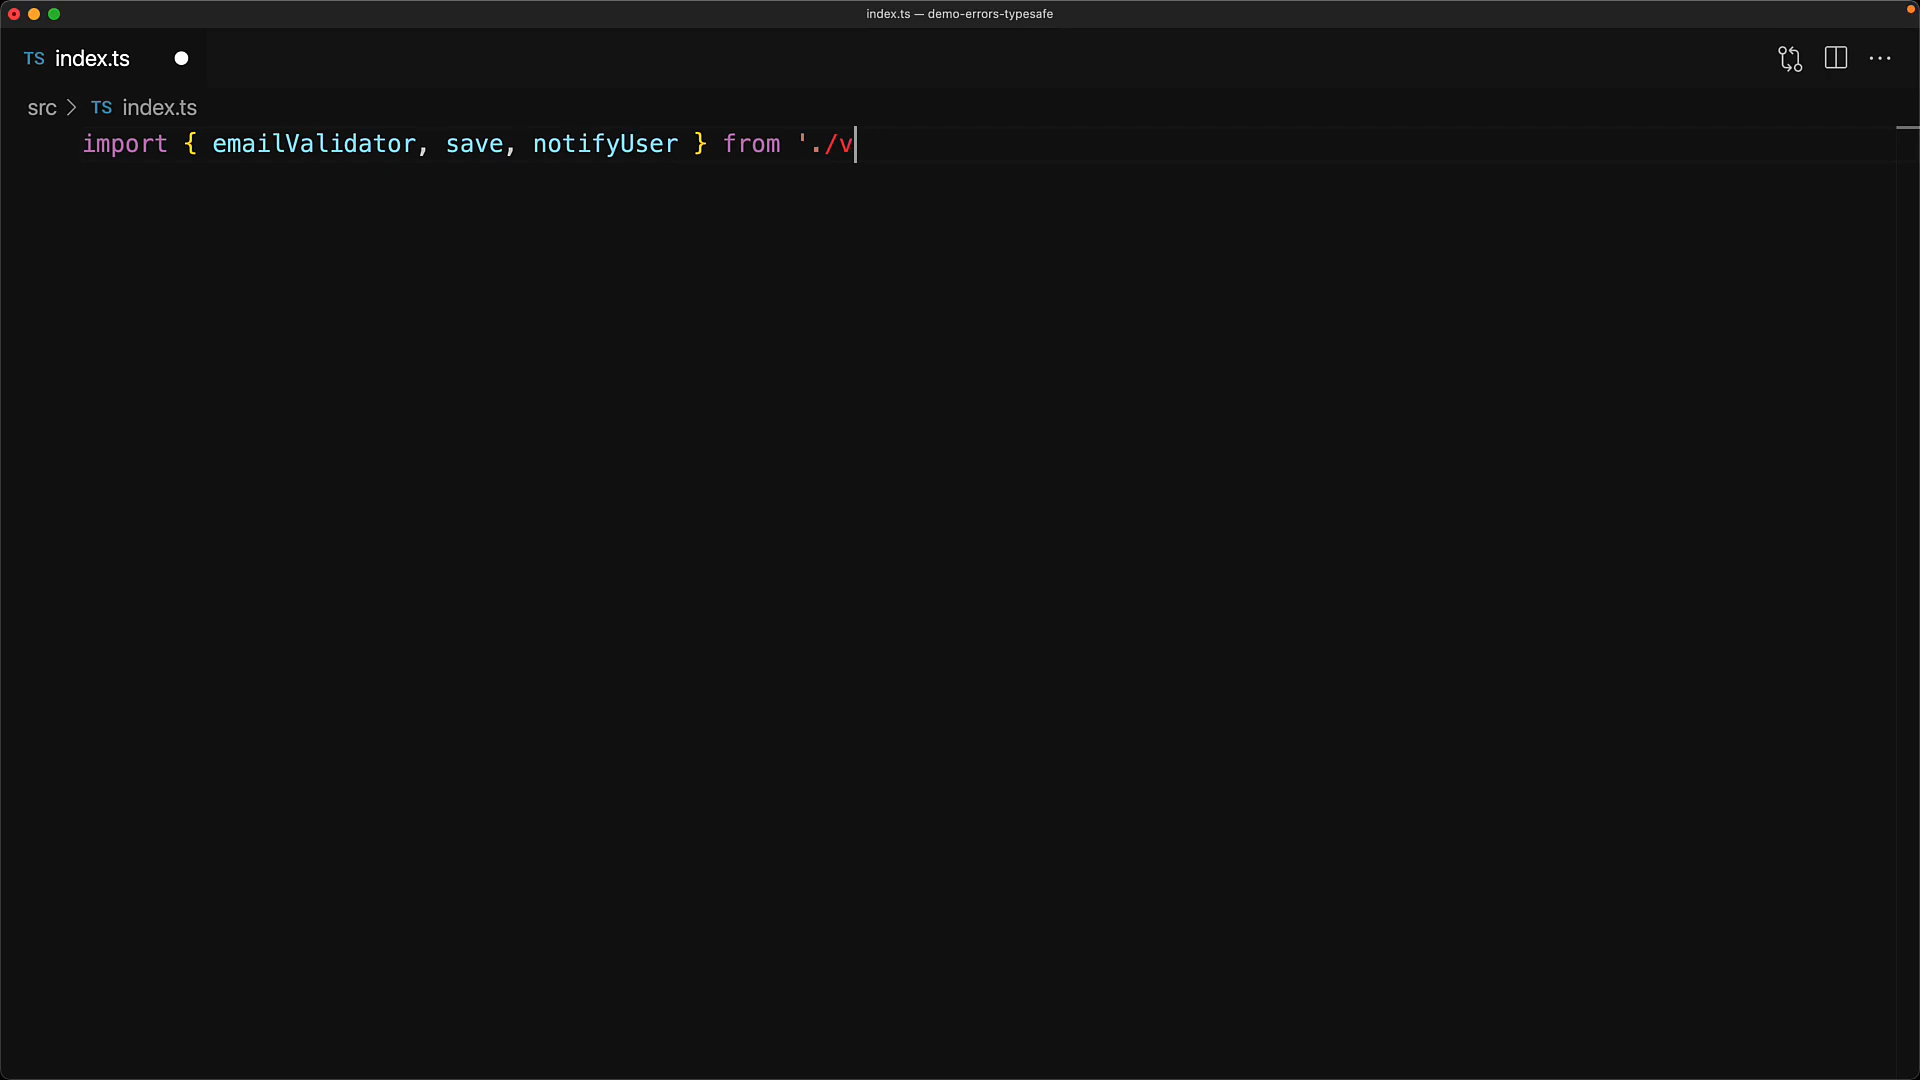 index.ts — demo-errors-typesafe
TS index.ts
src > TS index.ts
import { emailValidator, save, notifyUser } from './v